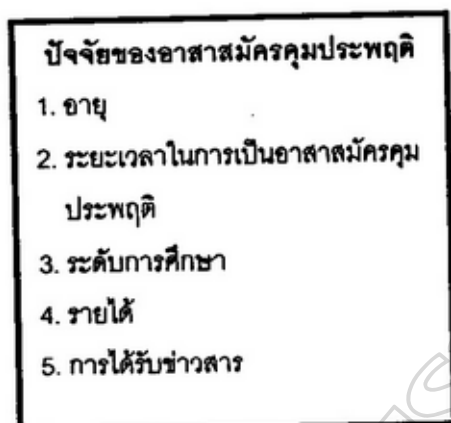 ปัจจัยของอาสาสมัครคุมประพฤติ
1. อายุ
2. ระยะเวลาในการเป็นอาสาสมัครคุม
ประพฤติ
3. ระดับการศึกษา
4. รายได้
5. การได้รับข่าวสาร